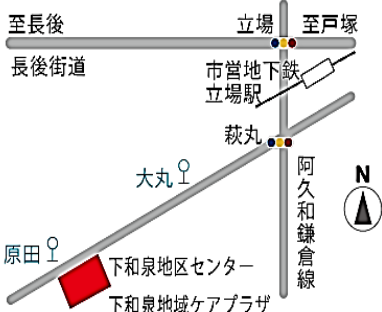 至長後
立場
至戸塚
長後街道
市営地下鉄
立場駅
萩丸
大丸
阿久和鎌倉線
N
原田
下和泉地区センター
下和泉地域ケアプラザ